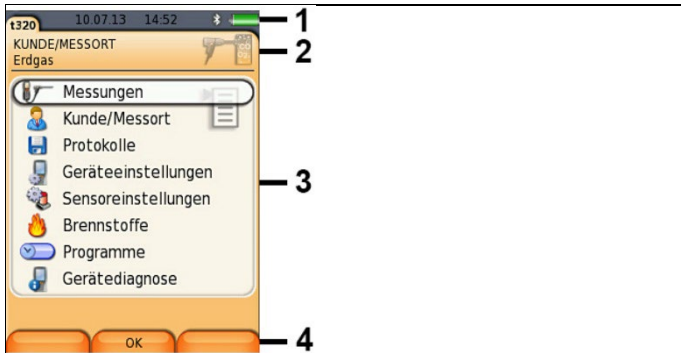 t320 10.07.13 14:52
1
KUNDE/MESSORT
2
Erdgas
Messungen
Kunde/Messort
Protokolle
Geräteeinstellungen
3
Sensoreinstellungen
Brennstoffe
Programme
Gerätediagnose
OK
4